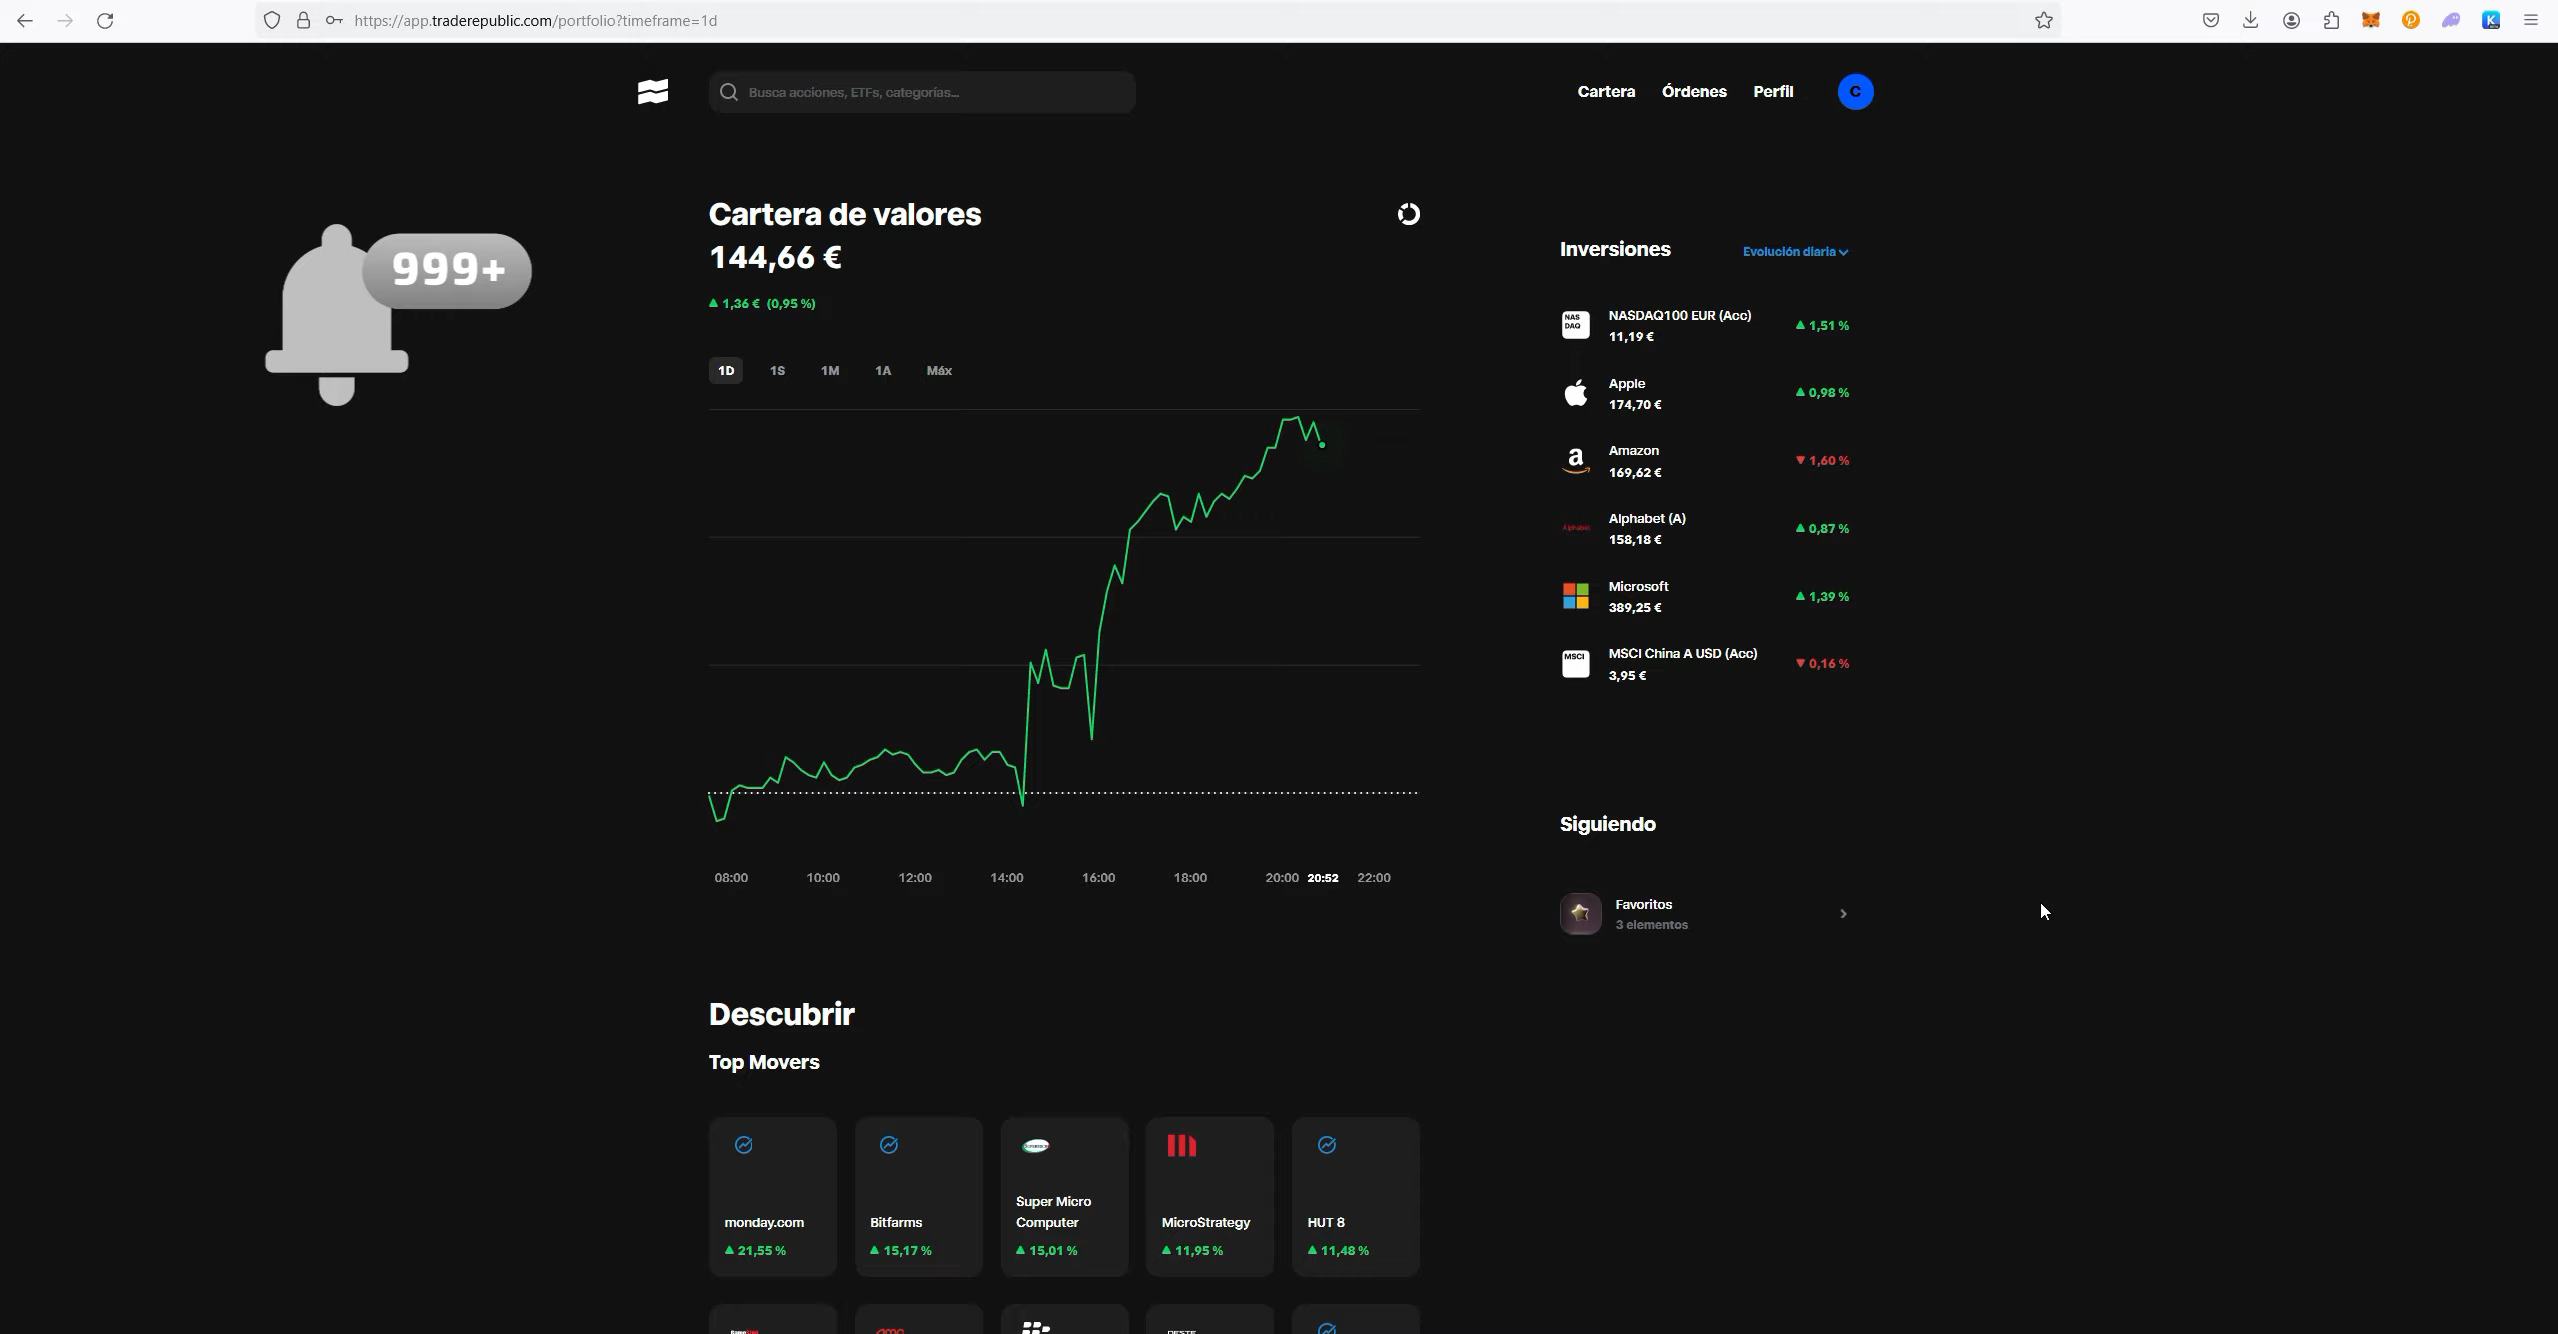 https://app.traderepublic.com/portfolio?timeframe=1d
Busca acciones, ETFs, categorías...
Cartera
Órdenes
Perfil
C
999+
Cartera de valores
144,66 €
1,36 € (0,95 %)
1D 1S 1M 1A Máx
08:00 10:00 12:00 14:00 16:00 18:00 20:00 20:52 22:00
Inversiones
Evolución diaria
NAS
DAQ
NASDAQ100 EUR (Acc)
11,19 €
1,51 %
Apple
174,70 €
0,98 %
Amazon
169,62 €
1,60 %
Alphabet
Alphabet (A)
158,18 €
0,87 %
Microsoft
389,25 €
1,39 %
MSCI
MSCI China A USD (Acc)
3,95 €
0,16 %
Siguiendo
Favoritos
3 elementos
Descubrir
Top Movers
monday.com
21,55 %
Bitfarms
15,17 %
Super Micro
Computer
15,01 %
MicroStrategy
11,95 %
HUT 8
11,48 %